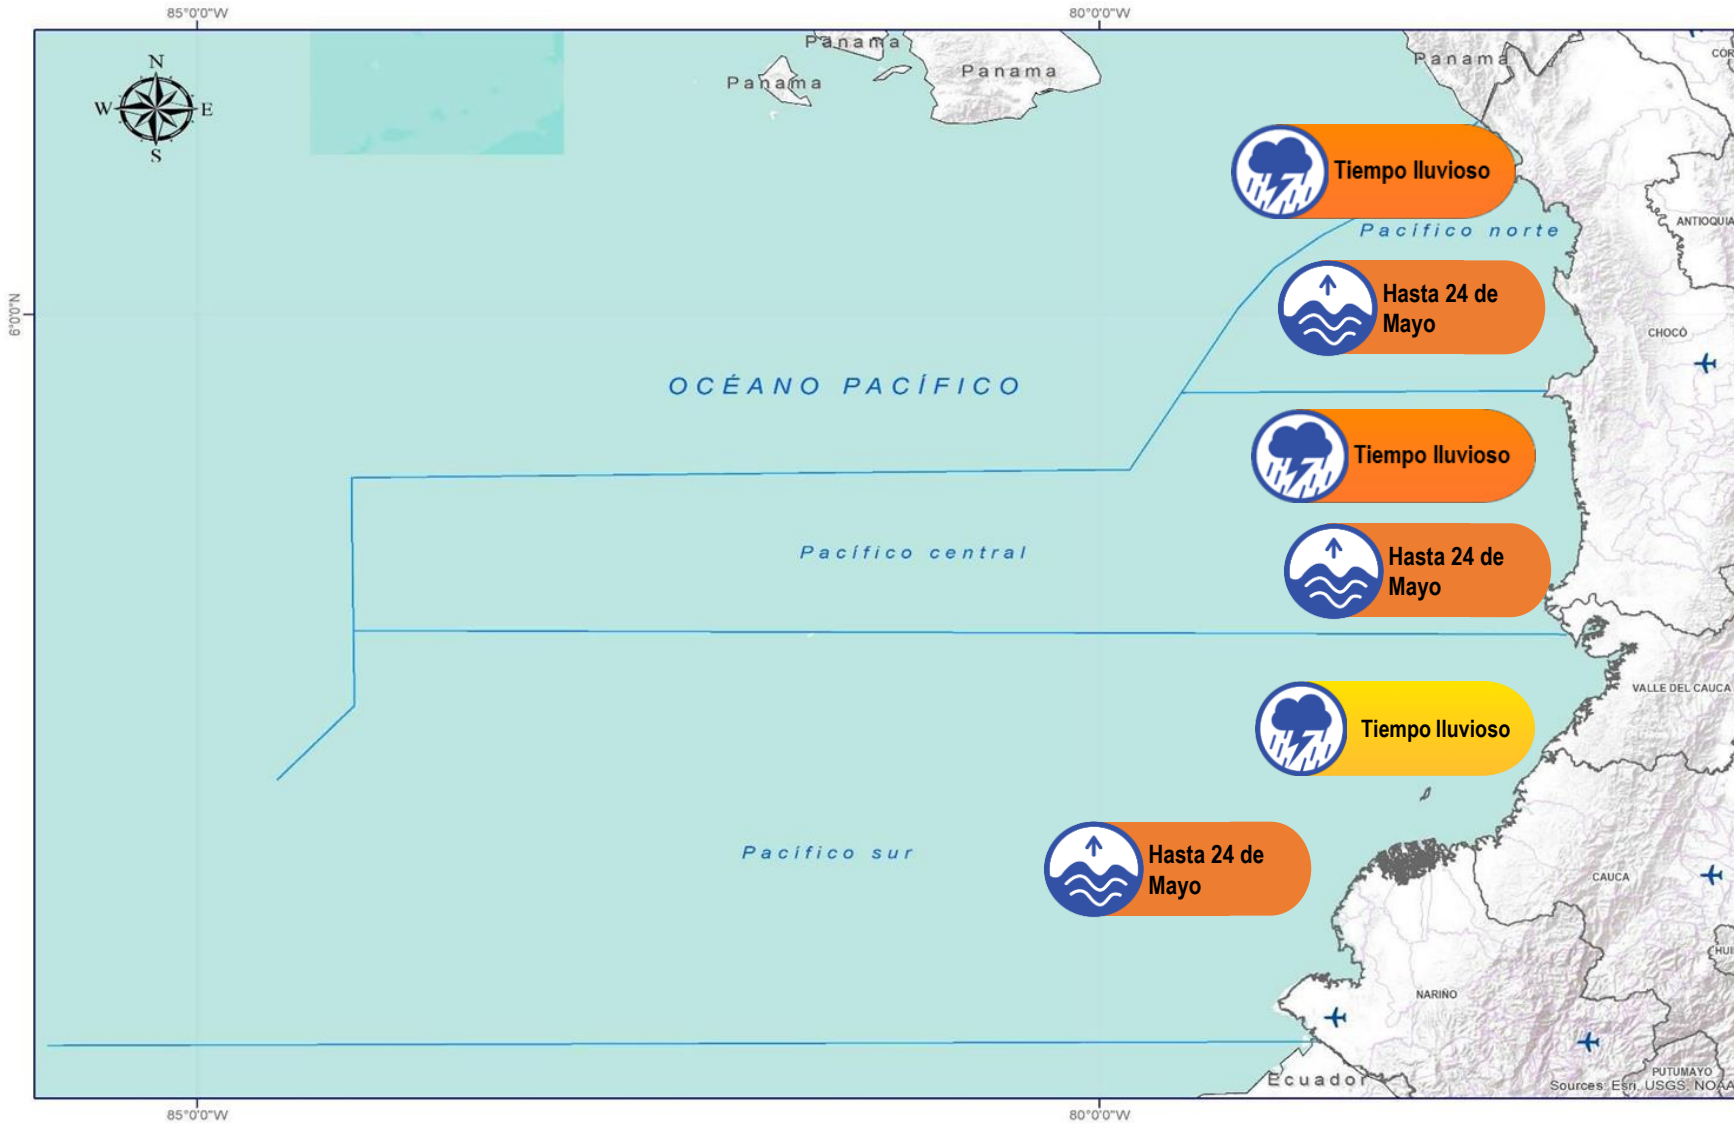 85°0'0"W
80°0'0"W
N
W
E
S
Panama
Panama
Panama
Panama
COR
Tiempo lluvioso
ANTIOQUIA
Pacífico norte
Hasta 24 de
Mayo
6°0'0"N
CHOCÓ
OCÉANO PACÍFICO
Tiempo lluvioso
Pacífico central
Hasta 24 de
Mayo
VALLE DEL CAUCA
Tiempo lluvioso
Pacífico sur
Hasta 24 de
Mayo
CAUCA
HUI
NARIÑO
Ecuador
PUTUMAYO
Sources: Esri, USGS, NOAA
85°0'0"W
80°0'0"W